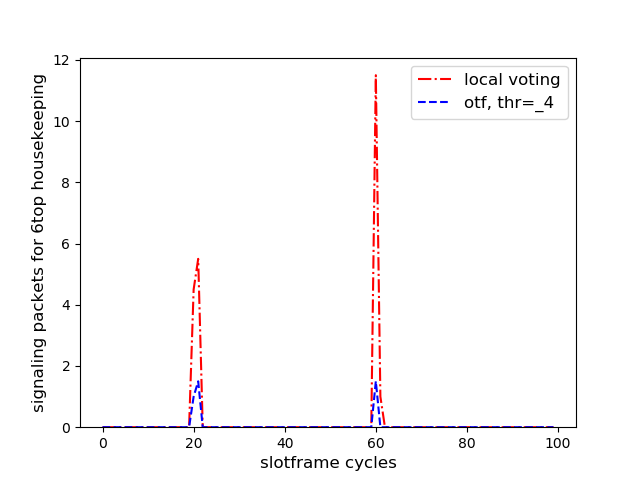 12
10
8
6
4
2
0
0 20 40 60 80 100
signaling packets for 6top housekeeping
slotframe cycles
local voting
otf, thr=_4